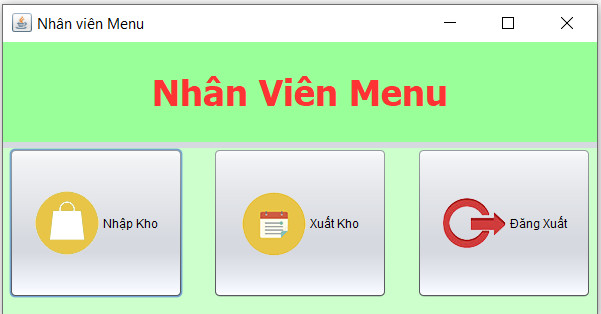 Nhân viên Menu
Nhân Viên Menu
Nhập Kho
Xuất Kho
Đăng Xuất